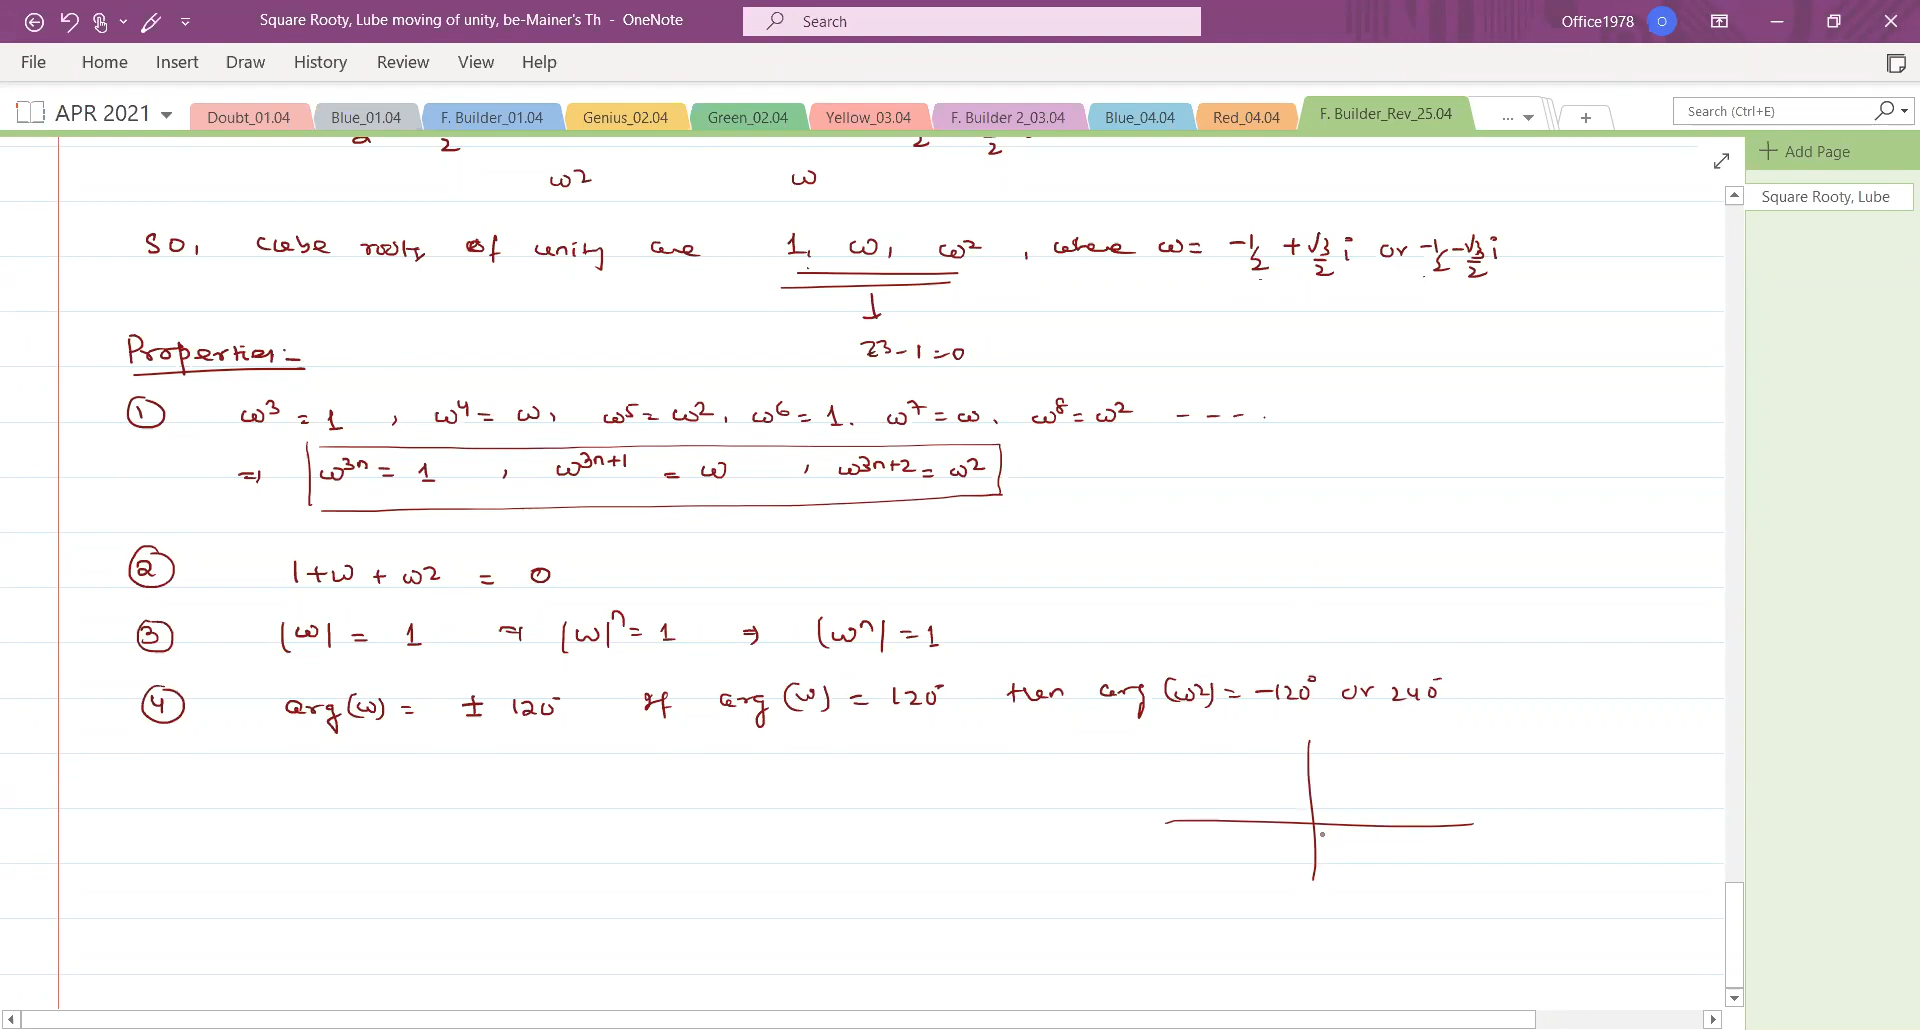 Square Rooty, Lube moving of unity, be-Mainer's Th - OneNote
Search
Office1978
O
File Home Insert Draw History Review View Help
APR 2021
Doubt_01.04 Blue_01.04 F. Builder_01.04 Genius_02.04 Green_02.04 Yellow_03.04 F. Builder 2_03.04 Blue_04.04 Red_04.04 F. Builder_Rev_25.04 ... +
Search (Ctrl+E)
Add Page
Square Rooty, Lube
2 2 2
ω² ω
So, cube roots of unity are 1, ω, ω², where ω = -1/2 + √3/2 i or -1/2 - √3/2 i
z³ - 1 = 0
Properties:-
① ω³ = 1, ω⁴ = ω, ω⁵ = ω², ω⁶ = 1, ω⁷ = ω, ω⁸ = ω² - - - -
⇒ ω³ⁿ = 1, ω³ⁿ⁺¹ = ω, ω³ⁿ⁺² = ω²
② 1 + ω + ω² = 0
③ |ω| = 1 ⇒ |ω|ⁿ = 1 ⇒ |ωⁿ| = 1
④ arg(ω) = ± 120° If arg(ω) = 120° then arg(ω²) = -120° or 240°